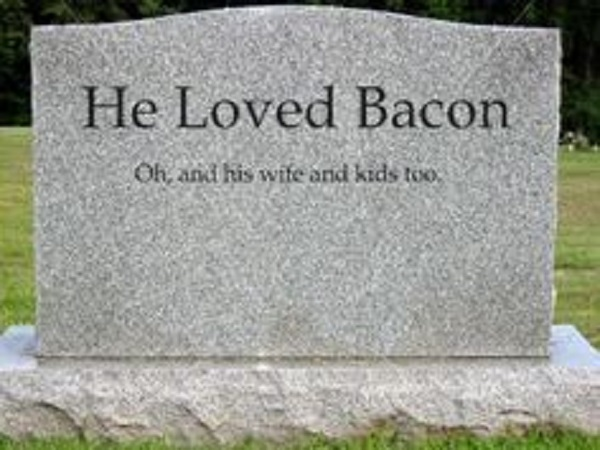 He Loved Bacon
Oh, and his wife and kids too.